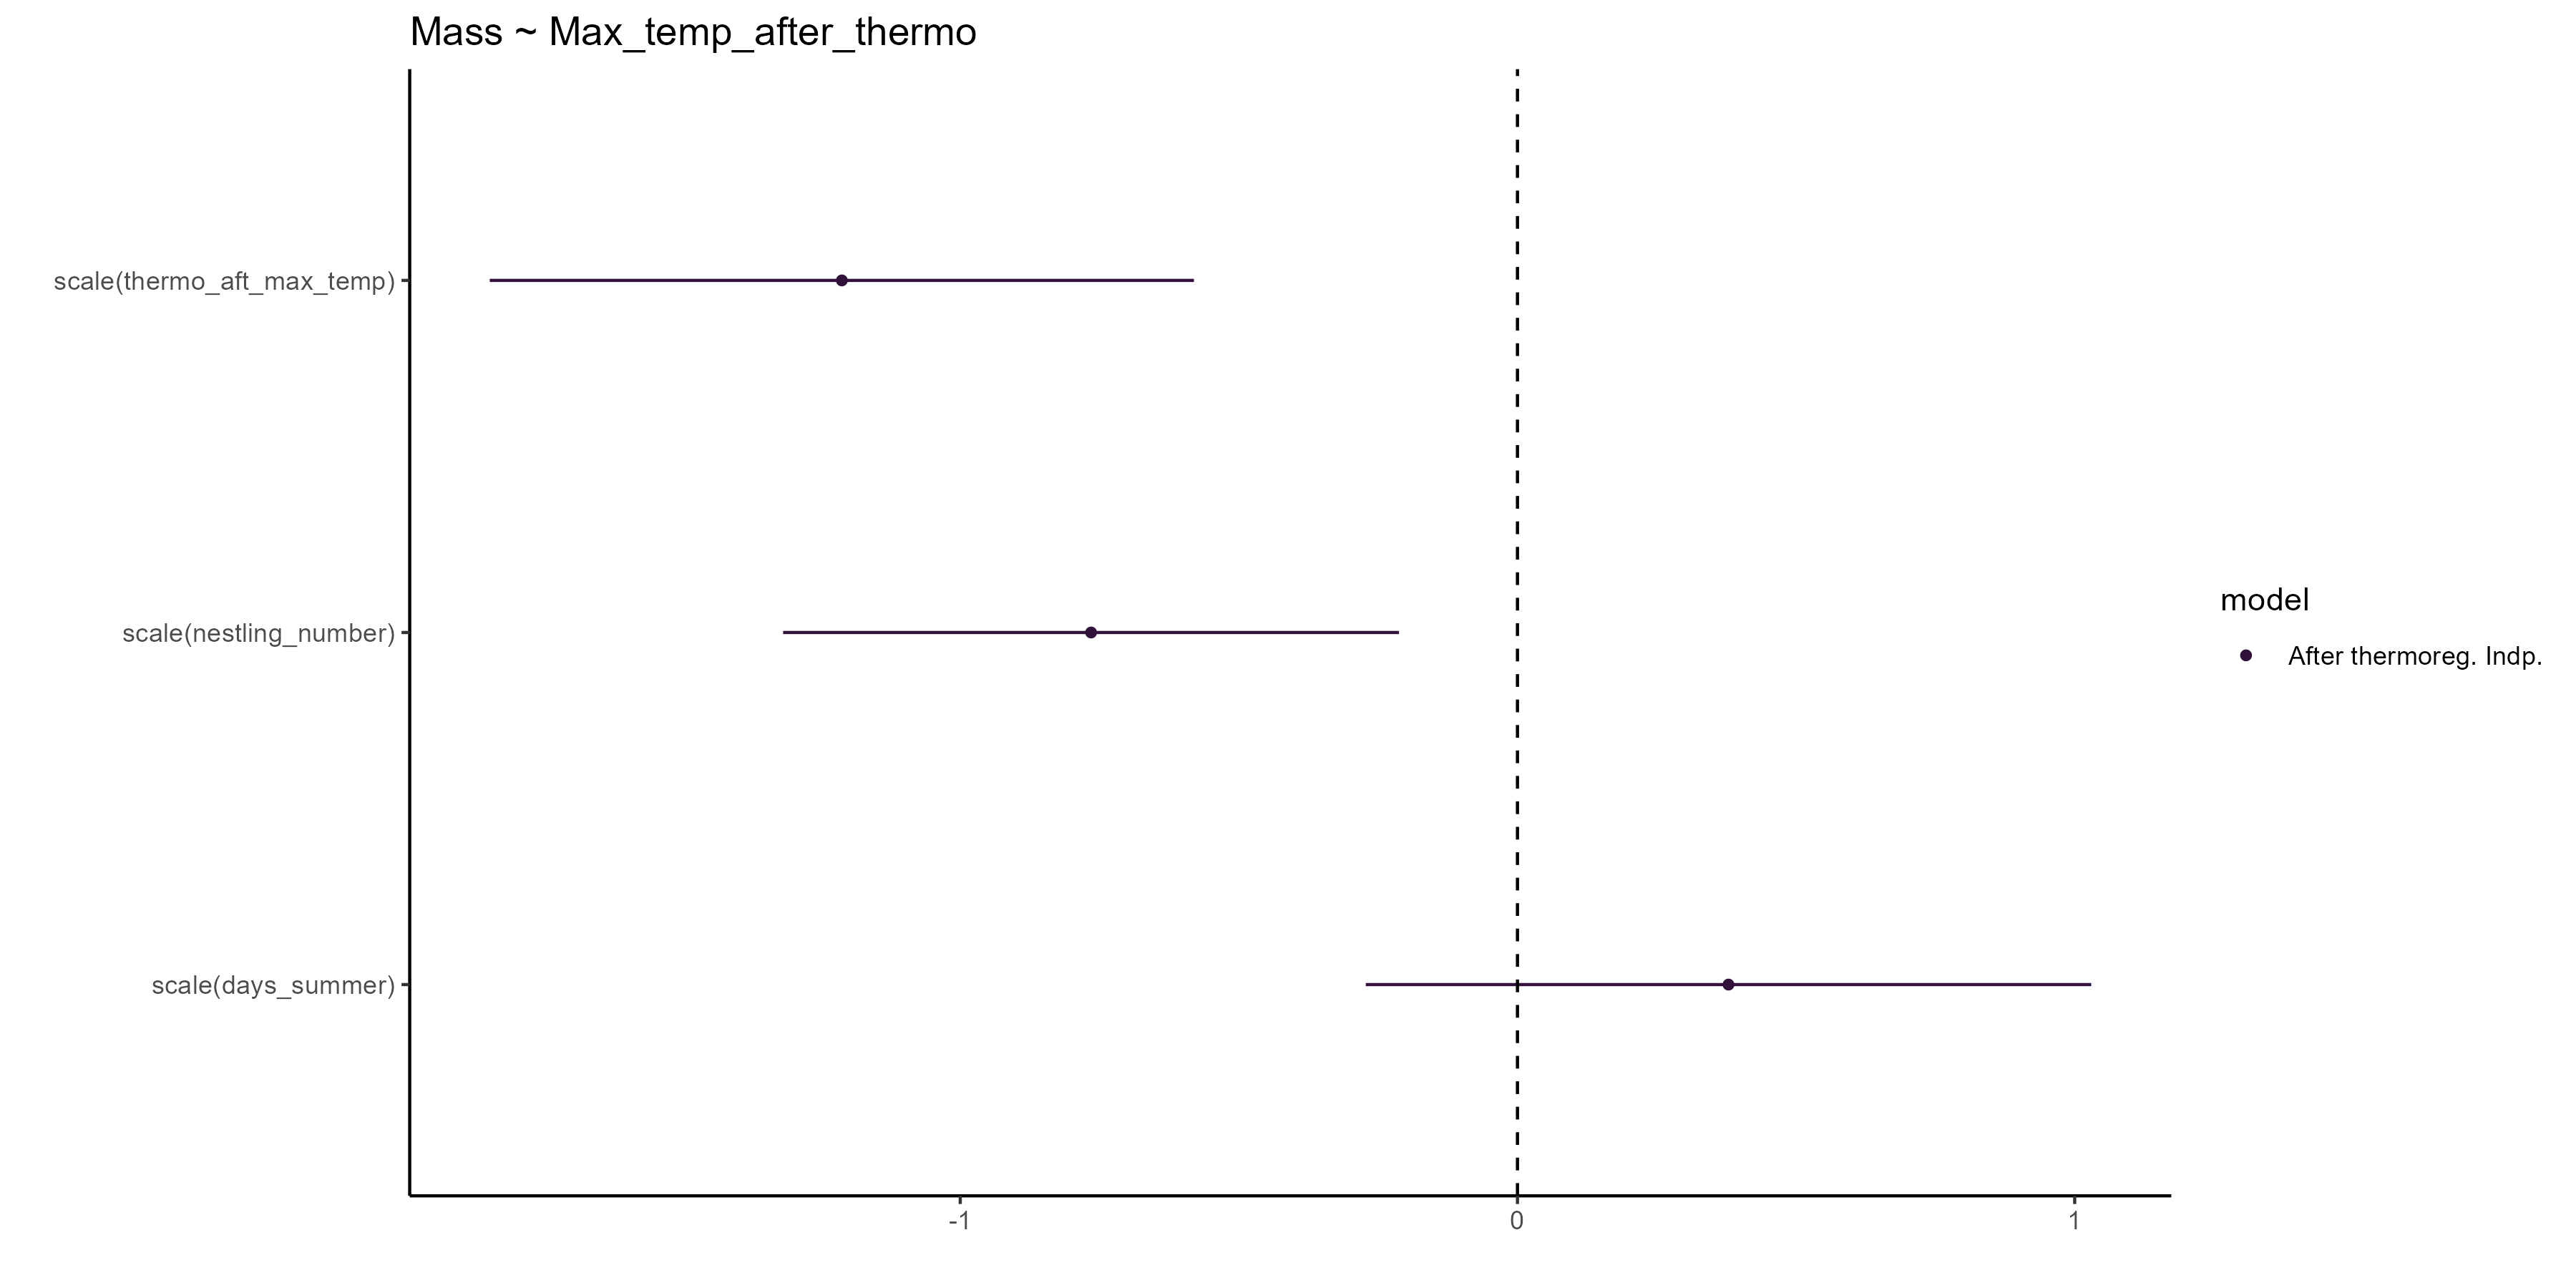 Mass ~ Max_temp_after_thermo
scale(thermo_aft_max_temp)
scale(nestling_number)
scale(days_summer)
-1
0
1
model
After thermoreg. Indp.